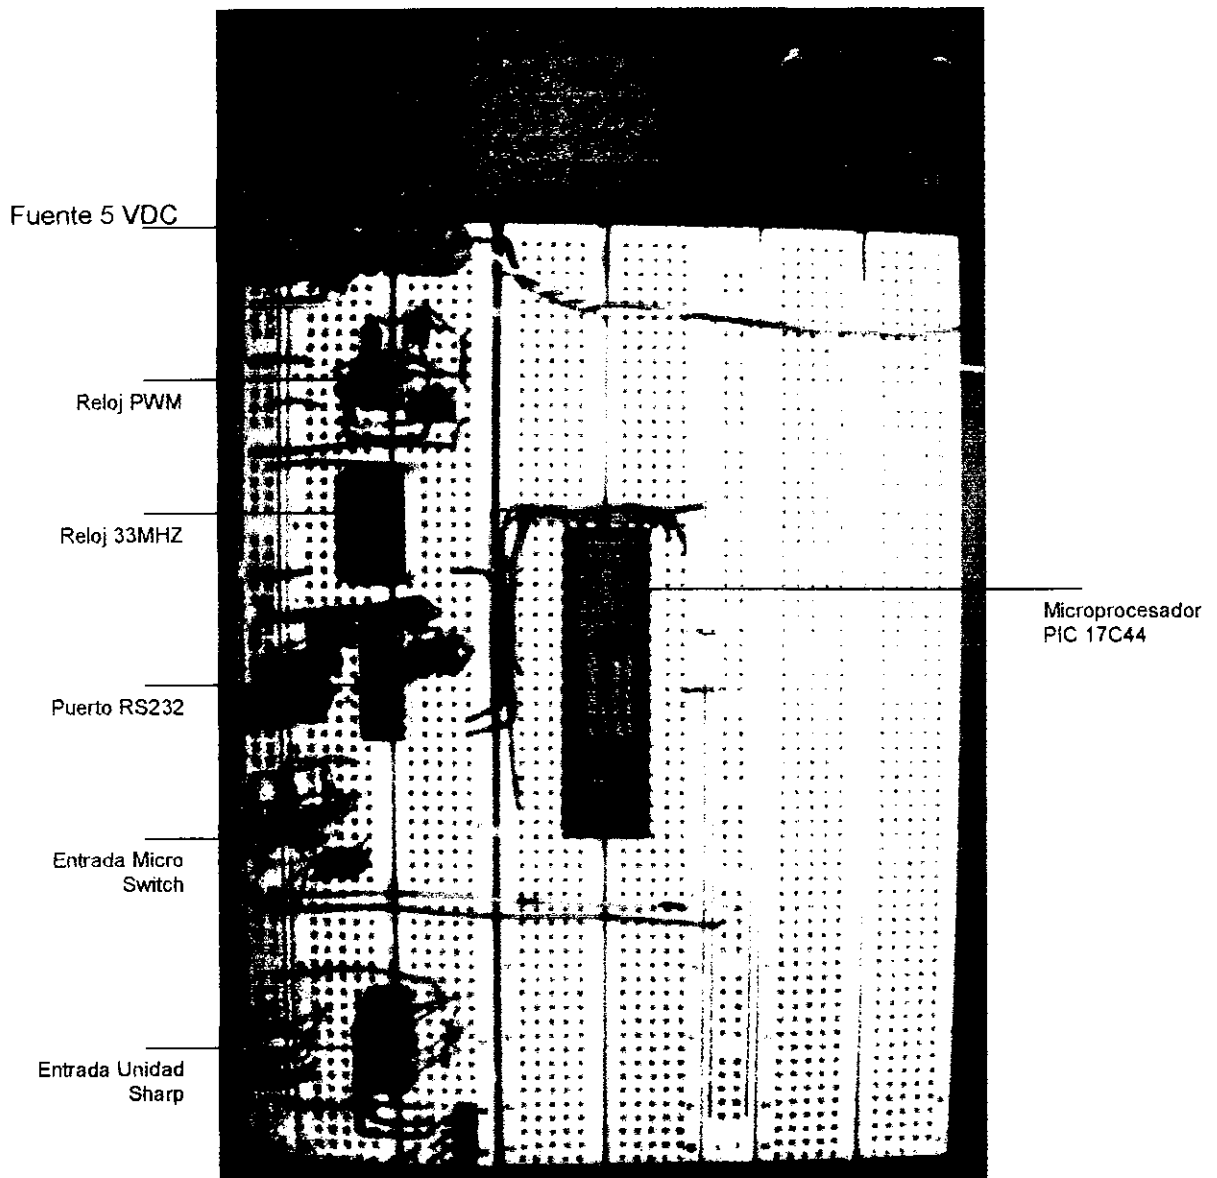 Fuente 5 VDC
Reloj PWM
Reloj 33MHZ
Microprocesador
PIC 17C44
Puerto RS232
Entrada Micro
Switch
Entrada Unidad
Sharp